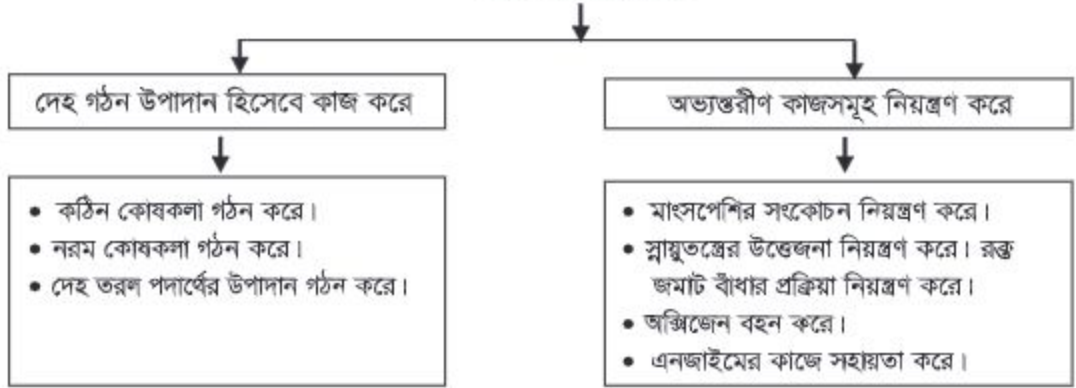 দেহ গঠন উপাদান হিসেবে কাজ করে
অভ্যন্তরীণ কাজসমূহ নিয়ন্ত্রণ করে
• কঠিন কোষকলা গঠন করে।
• নরম কোষকলা গঠন করে।
• দেহ তরল পদার্থের উপাদান গঠন করে।
• মাংসপেশির সংকোচন নিয়ন্ত্রণ করে।
• স্নায়ুতন্ত্রের উত্তেজনা নিয়ন্ত্রণ করে। রক্ত
জমাট বাঁধার প্রক্রিয়া নিয়ন্ত্রণ করে।
• অক্সিজেন বহন করে।
• এনজাইমের কাজে সহায়তা করে।